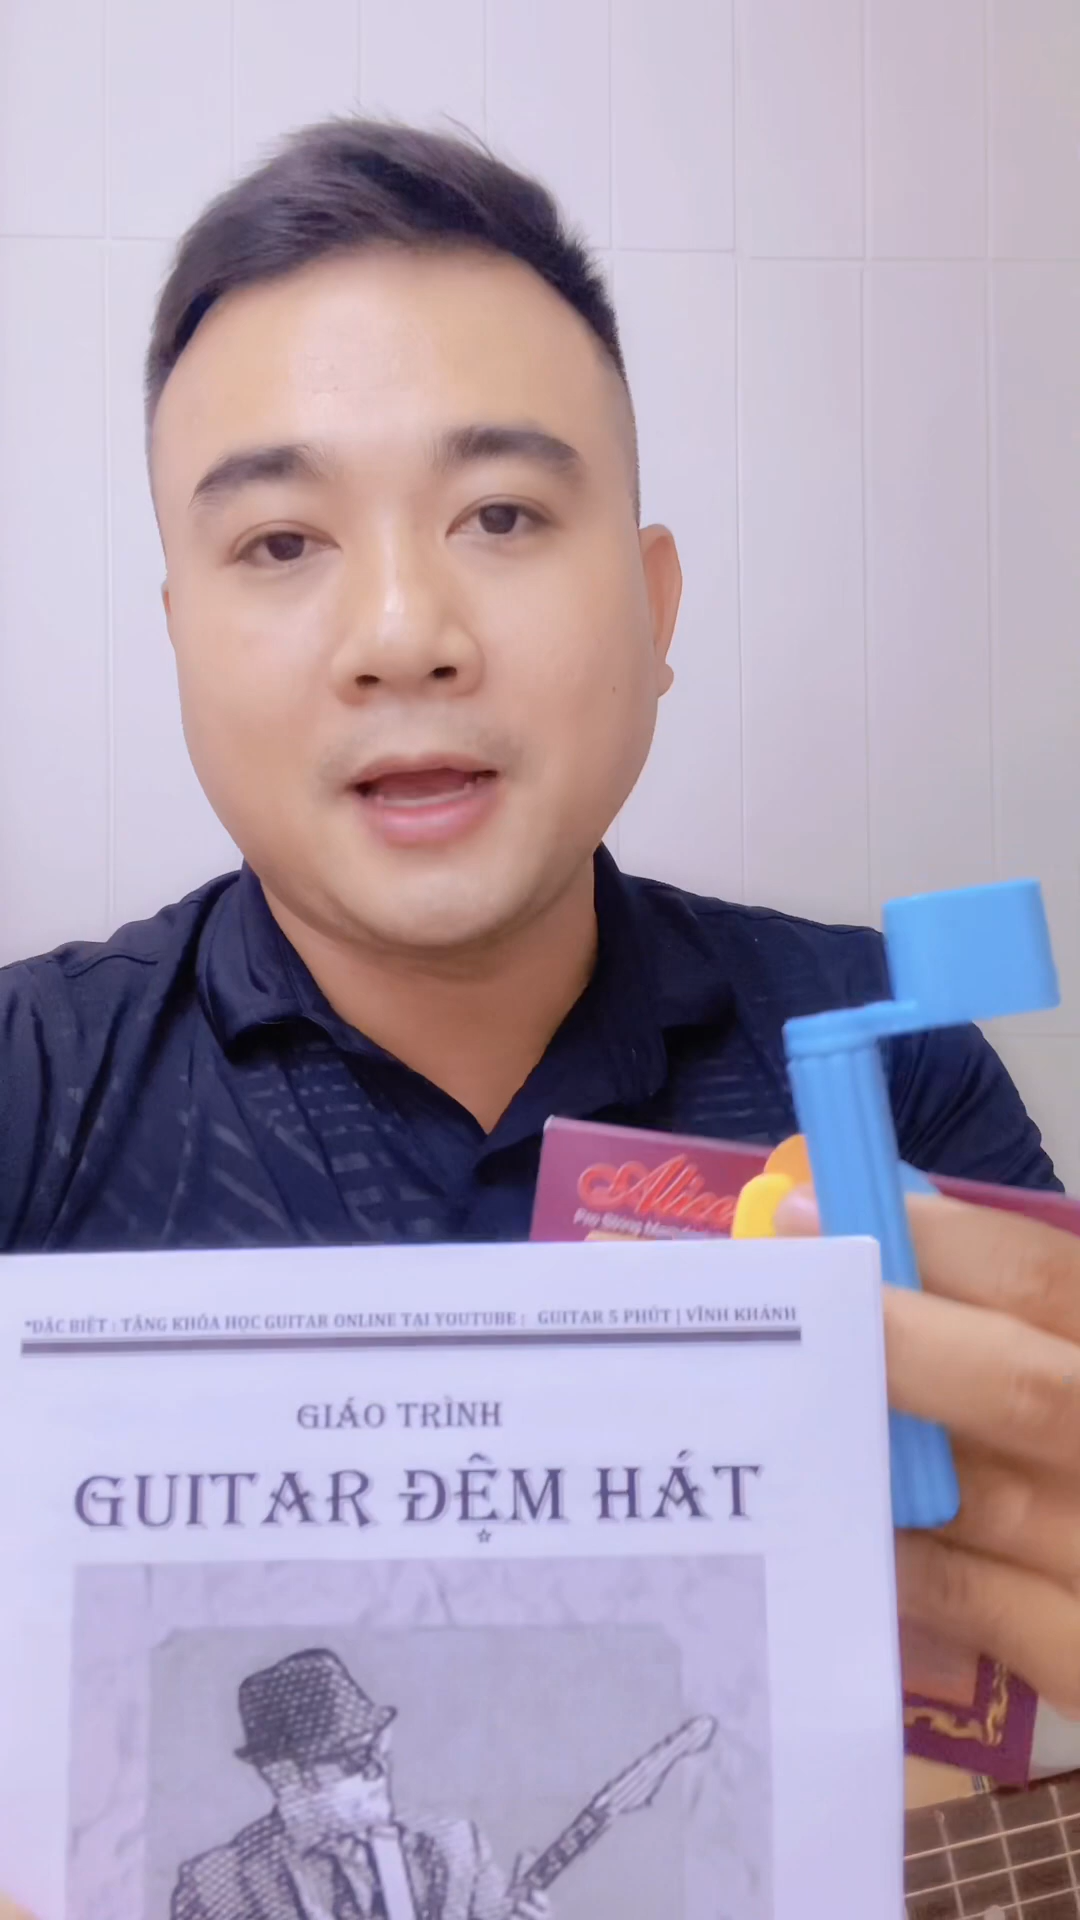 Alice
*ĐẶC BIỆT : TẶNG KHÓA HỌC GUITAR ONLINE TẠI YOUTUBE : GUITAR 5 PHÚT | VĨNH KHÁNH
GIÁO TRÌNH
GUITAR ĐỆM HÁT